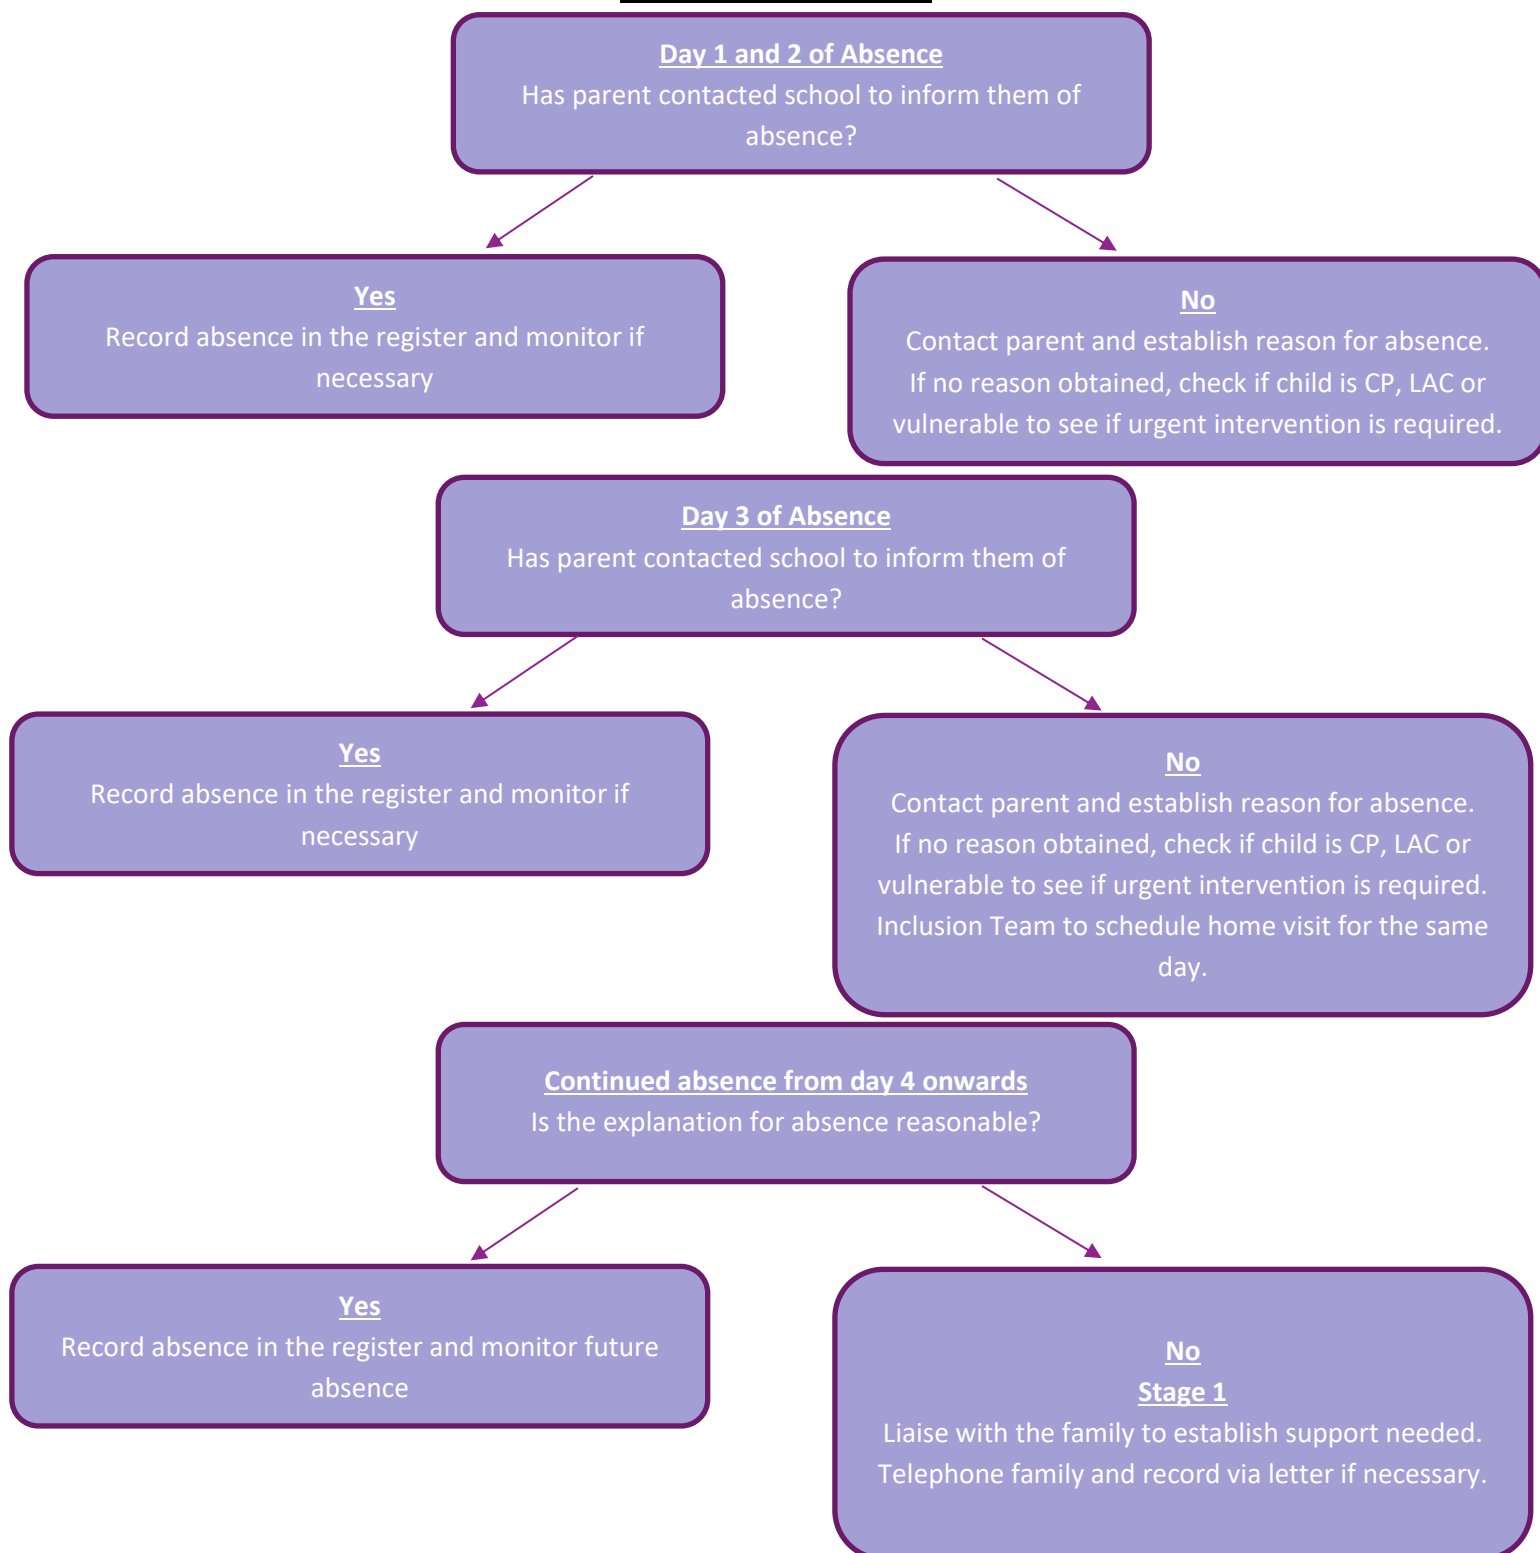 Day 1 and 2 of Absence
Has parent contacted school to inform them of
absence?
Yes
Record absence in the register and monitor if
necessary
No
Contact parent and establish reason for absence.
If no reason obtained, check if child is CP, LAC or
vulnerable to see if urgent intervention is required.
Day 3 of Absence
Has parent contacted school to inform them of
absence?
Yes
Record absence in the register and monitor if
necessary
No
Contact parent and establish reason for absence.
If no reason obtained, check if child is CP, LAC or
vulnerable to see if urgent intervention is required.
Inclusion Team to schedule home visit for the same
day.
Continued absence from day 4 onwards
Is the explanation for absence reasonable?
Yes
Record absence in the register and monitor future
absence
No
Stage 1
Liaise with the family to establish support needed.
Telephone family and record via letter if necessary.